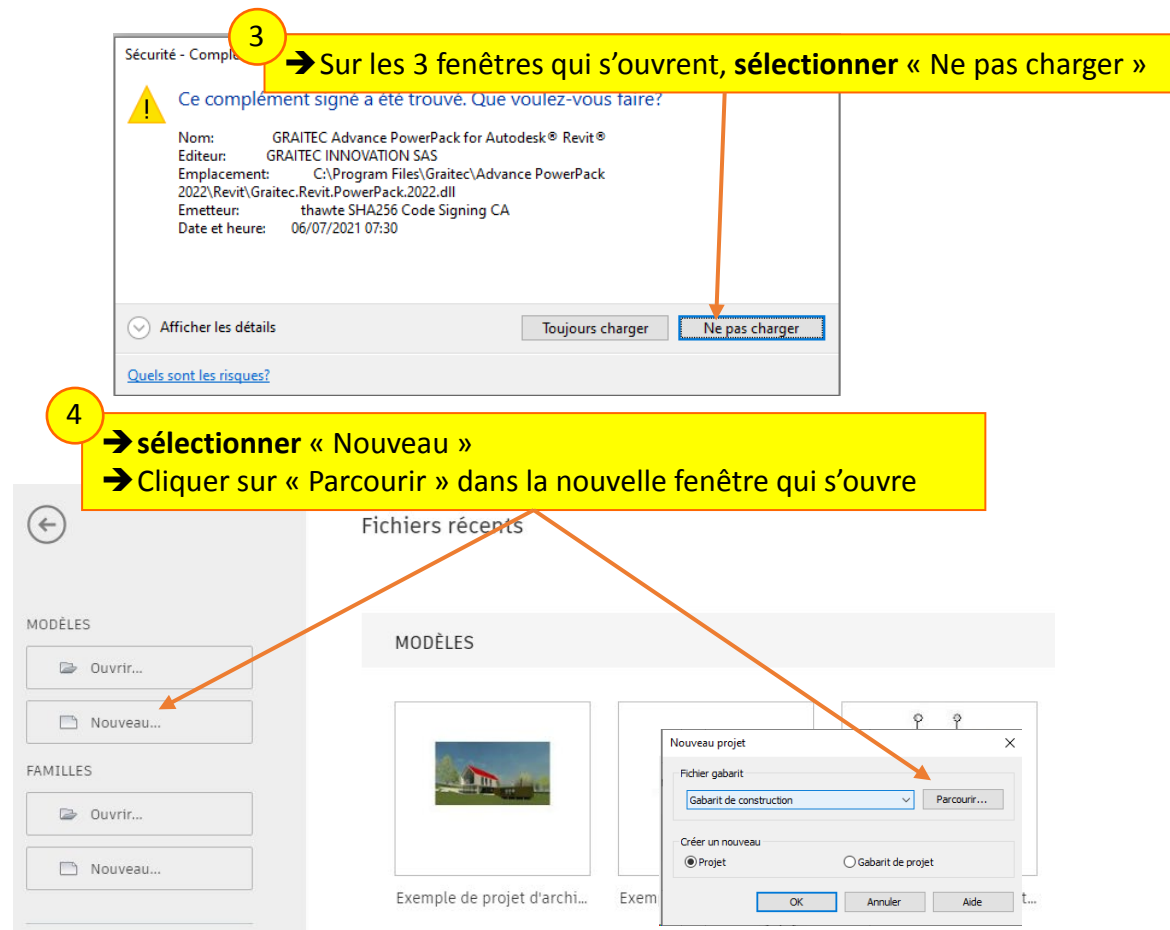 3
➔ Sur les 3 fenêtres qui s’ouvrent, sélectionner « Ne pas charger »
Sécurité - Complé
Ce complément signé a été trouvé. Que voulez-vous faire?
Nom: GRAITEC Advance PowerPack for Autodesk® Revit®
Editeur: GRAITEC INNOVATION SAS
Emplacement: C:\Program Files\Graitec\Advance PowerPack
2022\Revit\Graitec.Revit.PowerPack.2022.dll
Emetteur: thawte SHA256 Code Signing CA
Date et heure: 06/07/2021 07:30
Afficher les détails
Toujours charger
Ne pas charger
Quels sont les risques?
4
➔ sélectionner « Nouveau »
➔ Cliquer sur « Parcourir » dans la nouvelle fenêtre qui s’ouvre
Fichiers récents
MODÈLES
Ouvrir...
Nouveau...
FAMILLES
Ouvrir...
Nouveau...
MODÈLES
Exemple de projet d'archi...
Exem
t...
Nouveau projet
Fichier gabarit
Gabarit de construction
Parcourir...
Créer un nouveau
Projet
Gabarit de projet
OK
Annuler
Aide